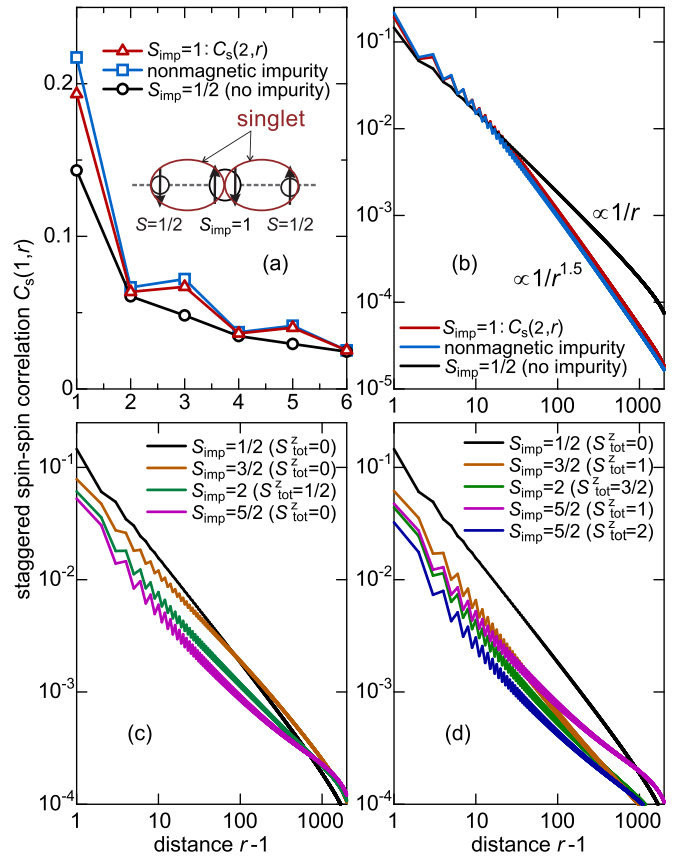 staggered spin-spin correlation Cₛ(1,r)
0.2
0.1
0
1 2 3 4 5 6
S_imp=1: Cₛ(2,r)
nonmagnetic impurity
S_imp=1/2 (no impurity)
singlet
S=1/2 S_imp=1 S=1/2
(a)
10⁻¹
10⁻²
10⁻³
10⁻⁴
10⁻⁵
1 10 100 1000
∝1/r
(b)
∝1/r^1.5
S_imp=1: Cₛ(2,r)
nonmagnetic impurity
S_imp=1/2 (no impurity)
10⁻¹
10⁻²
10⁻³
10⁻⁴
S_imp=1/2 (S^z_tot=0)
S_imp=3/2 (S^z_tot=0)
S_imp=2 (S^z_tot=1/2)
S_imp=5/2 (S^z_tot=0)
(c)
1 10 100 1000
distance r-1
10⁻¹
10⁻²
10⁻³
10⁻⁴
S_imp=1/2 (S^z_tot=0)
S_imp=3/2 (S^z_tot=1)
S_imp=2 (S^z_tot=3/2)
S_imp=5/2 (S^z_tot=1)
S_imp=5/2 (S^z_tot=2)
(d)
1 10 100 1000
distance r-1